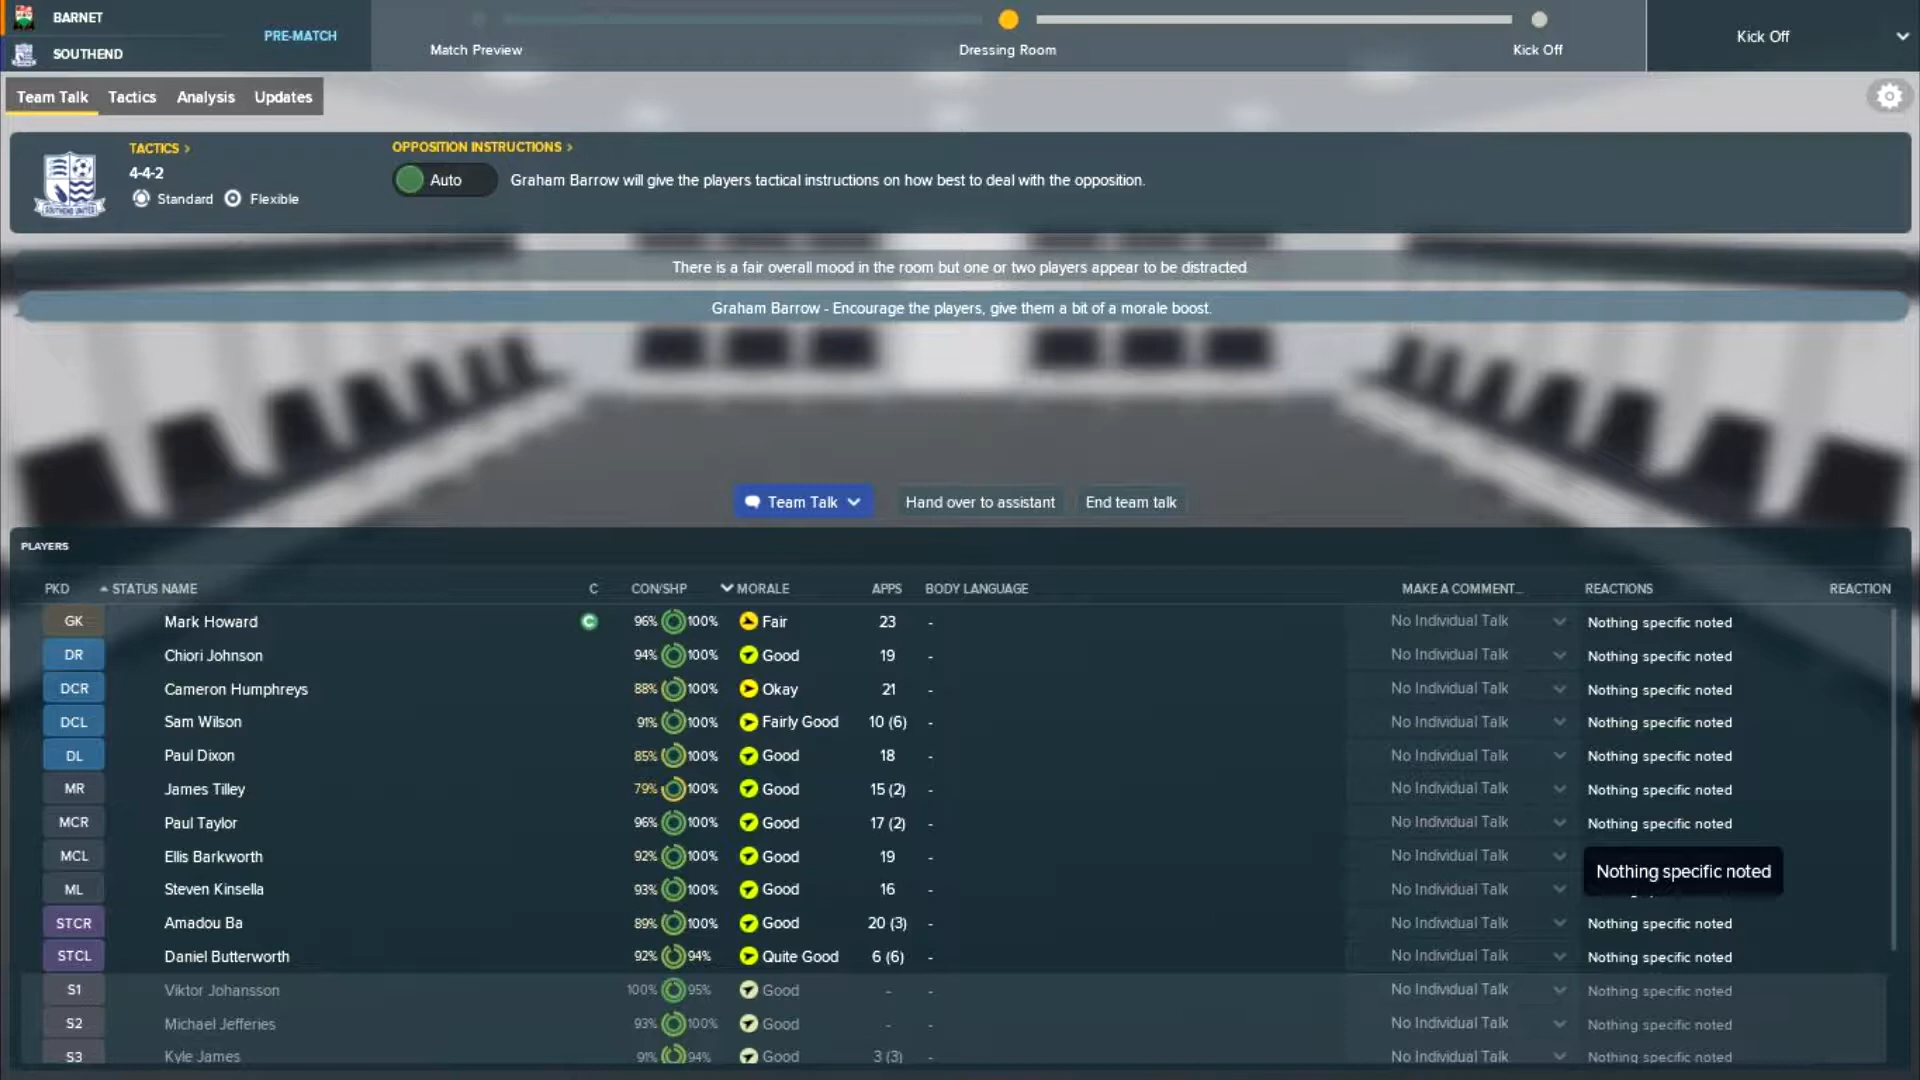 BARNET
SOUTHEND
PRE-MATCH
Match Preview
Dressing Room
Kick Off
Kick Off
Team Talk Tactics Analysis Updates
TACTICS >
4-4-2
Standard Flexible
OPPOSITION INSTRUCTIONS >
Auto
Graham Barrow will give the players tactical instructions on how best to deal with the opposition.
SOUTHEND UNITED
There is a fair overall mood in the room but one or two players appear to be distracted.
Graham Barrow - Encourage the players, give them a bit of a morale boost.
Team Talk Hand over to assistant End team talk
PLAYERS
PKD STATUS NAME C CON/SHP MORALE APPS BODY LANGUAGE MAKE A COMMENT... REACTIONS REACTION
GK Mark Howard C 96% 100% Fair 23 - No Individual Talk Nothing specific noted
DR Chiori Johnson 94% 100% Good 19 - No Individual Talk Nothing specific noted
DCR Cameron Humphreys 88% 100% Okay 21 - No Individual Talk Nothing specific noted
DCL Sam Wilson 91% 100% Fairly Good 10 (6) - No Individual Talk Nothing specific noted
DL Paul Dixon 85% 100% Good 18 - No Individual Talk Nothing specific noted
MR James Tilley 79% 100% Good 15 (2) - No Individual Talk Nothing specific noted
MCR Paul Taylor 96% 100% Good 17 (2) - No Individual Talk Nothing specific noted
MCL Ellis Barkworth 92% 100% Good 19 - No Individual Talk
Nothing specific noted
ML Steven Kinsella 93% 100% Good 16 - No Individual Talk
STCR Amadou Ba 89% 100% Good 20 (3) - No Individual Talk Nothing specific noted
STCL Daniel Butterworth 92% 94% Quite Good 6 (6) - No Individual Talk Nothing specific noted
S1 Viktor Johansson 100% 95% Good - - No Individual Talk Nothing specific noted
S2 Michael Jefferies 93% 100% Good - - No Individual Talk Nothing specific noted
S3 Kyle James 91% 94% Good 3 (3) - No Individual Talk Nothing specific noted